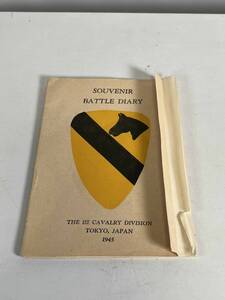 SOUVENIR
BATTLE DIARY
THE 1ST CAVALRY DIVISION
TOKYO, JAPAN
1945